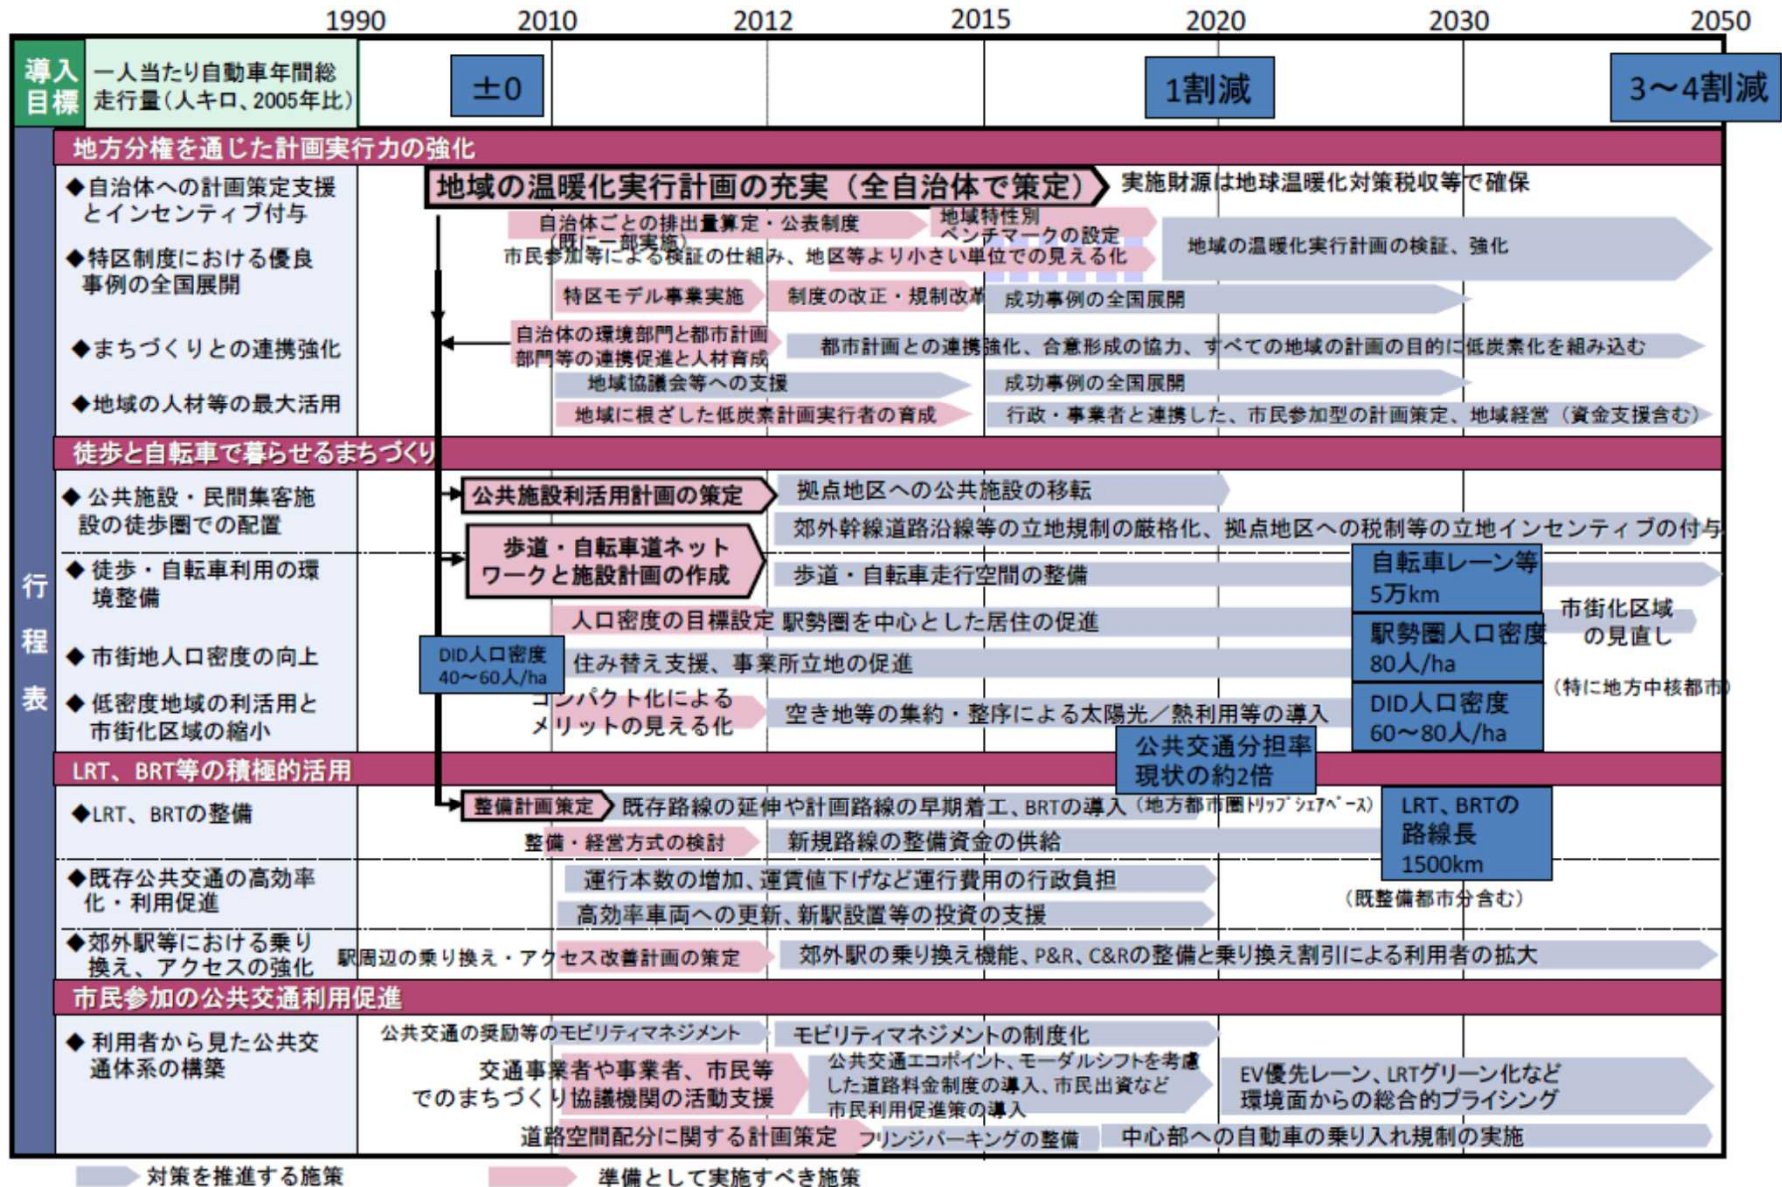 1990 2010 2012 2015 2020 2030 2050
導入
目標
一人当たり自動車年間総
走行量(人キロ、2005年比)
±0
1割減
3～4割減
行程表
地方分権を通じた計画実行力の強化
◆自治体への計画策定支援
とインセンティブ付与
地域の温暖化実行計画の充実（全自治体で策定）
実施財源は地球温暖化対策税収等で確保
自治体ごとの排出量算定・公表制度
(既に一部実施)
地域特性別
ベンチマークの設定
市民参加等による検証の仕組み、地区等より小さい単位での見える化
地域の温暖化実行計画の検証、強化
◆特区制度における優良
事例の全国展開
特区モデル事業実施
制度の改正・規制改革
成功事例の全国展開
◆まちづくりとの連携強化
自治体の環境部門と都市計画
部門等の連携促進と人材育成
都市計画との連携強化、合意形成の協力、すべての地域の計画の目的に低炭素化を組み込む
地域協議会等への支援
成功事例の全国展開
◆地域の人材等の最大活用
地域に根ざした低炭素計画実行者の育成
行政・事業者と連携した、市民参加型の計画策定、地域経営（資金支援含む）
徒歩と自転車で暮らせるまちづくり
◆ 公共施設・民間集客施
設の徒歩圏での配置
公共施設利活用計画の策定
拠点地区への公共施設の移転
郊外幹線道路沿線等の立地規制の厳格化、拠点地区への税制等の立地インセンティブの付与
◆ 徒歩・自転車利用の環
境整備
歩道・自転車道ネット
ワークと施設計画の作成
歩道・自転車走行空間の整備
自転車レーン等
5万km
人口密度の目標設定
駅勢圏を中心とした居住の促進
市街化区域
の見直し
◆ 市街地人口密度の向上
DID人口密度
40～60人/ha
住み替え支援、事業所立地の促進
駅勢圏人口密度
80人/ha
(特に地方中核都市)
◆ 低密度地域の利活用と
市街化区域の縮小
コンパクト化による
メリットの見える化
空き地等の集約・整序による太陽光／熱利用等の導入
DID人口密度
60～80人/ha
公共交通分担率
現状の約2倍
LRT、BRT等の積極的活用
◆LRT、BRTの整備
整備計画策定
既存路線の延伸や計画路線の早期着工、BRTの導入
(地方都市圏ﾄﾘｯﾌﾟｼｪｱﾍﾞｰｽ)
整備・経営方式の検討
新規路線の整備資金の供給
LRT、BRTの
路線長
1500km
(既整備都市分含む)
◆既存公共交通の高効率
化・利用促進
運行本数の増加、運賃値下げなど運行費用の行政負担
高効率車両への更新、新駅設置等の投資の支援
◆郊外駅等における乗り
換え、アクセスの強化
駅周辺の乗り換え・アクセス改善計画の策定
郊外駅の乗り換え機能、P&R、C&Rの整備と乗り換え割引による利用者の拡大
市民参加の公共交通利用促進
◆ 利用者から見た公共交
通体系の構築
公共交通の奨励等のモビリティマネジメント
モビリティマネジメントの制度化
交通事業者や事業者、市民等
でのまちづくり協議機関の活動支援
公共交通エコポイント、モーダルシフトを考慮
した道路料金制度の導入、市民出資など
市民利用促進策の導入
EV優先レーン、LRTグリーン化など
環境面からの総合的プライシング
道路空間配分に関する計画策定
フリンジパーキングの整備
中心部への自動車の乗り入れ規制の実施
対策を推進する施策
準備として実施すべき施策